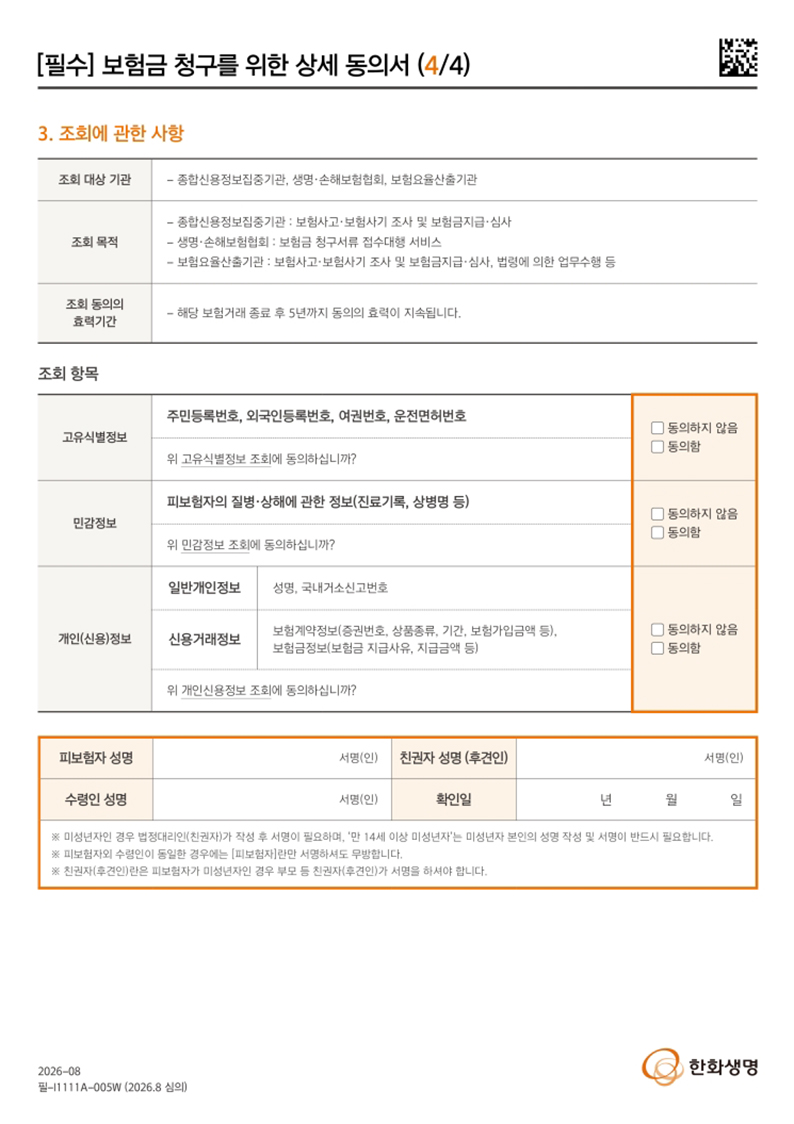 [필수] 보험금 청구를 위한 상세 동의서 (4/4)
3. 조회에 관한 사항
조회 대상 기관
– 종합신용정보집중기관, 생명·손해보험협회, 보험요율산출기관
조회 목적
– 종합신용정보집중기관 : 보험사고·보험사기 조사 및 보험금지급·심사
– 생명·손해보험협회 : 보험금 청구서류 접수대행 서비스
– 보험요율산출기관 : 보험사고·보험사기 조사 및 보험금지급·심사, 법령에 의한 업무수행 등
조회 동의의
효력기간
– 해당 보험거래 종료 후 5년까지 동의의 효력이 지속됩니다.
조회 항목
고유식별정보
주민등록번호, 외국인등록번호, 여권번호, 운전면허번호
위 고유식별정보 조회에 동의하십니까?
동의하지 않음
동의함
민감정보
피보험자의 질병·상해에 관한 정보(진료기록, 상병명 등)
위 민감정보 조회에 동의하십니까?
동의하지 않음
동의함
개인(신용)정보
일반개인정보
성명, 국내거소신고번호
신용거래정보
보험계약정보(증권번호, 상품종류, 기간, 보험가입금액 등),
보험금정보(보험금 지급사유, 지급금액 등)
위 개인신용정보 조회에 동의하십니까?
동의하지 않음
동의함
피보험자 성명 서명(인) 친권자 성명 (후견인) 서명(인)
수령인 성명 서명(인) 확인일 년 월 일
※ 미성년자인 경우 법정대리인(친권자)가 작성 후 서명이 필요하며, '만 14세 이상 미성년자'는 미성년자 본인의 성명 작성 및 서명이 반드시 필요합니다.
※ 피보험자외 수령인이 동일한 경우에는 [피보험자]란만 서명하셔도 무방합니다.
※ 친권자(후견인)란은 피보험자가 미성년자인 경우 부모 등 친권자(후견인)가 서명을 하셔야 합니다.
2026-08
필-I1111A-005W (2026.8 심의)
한화생명